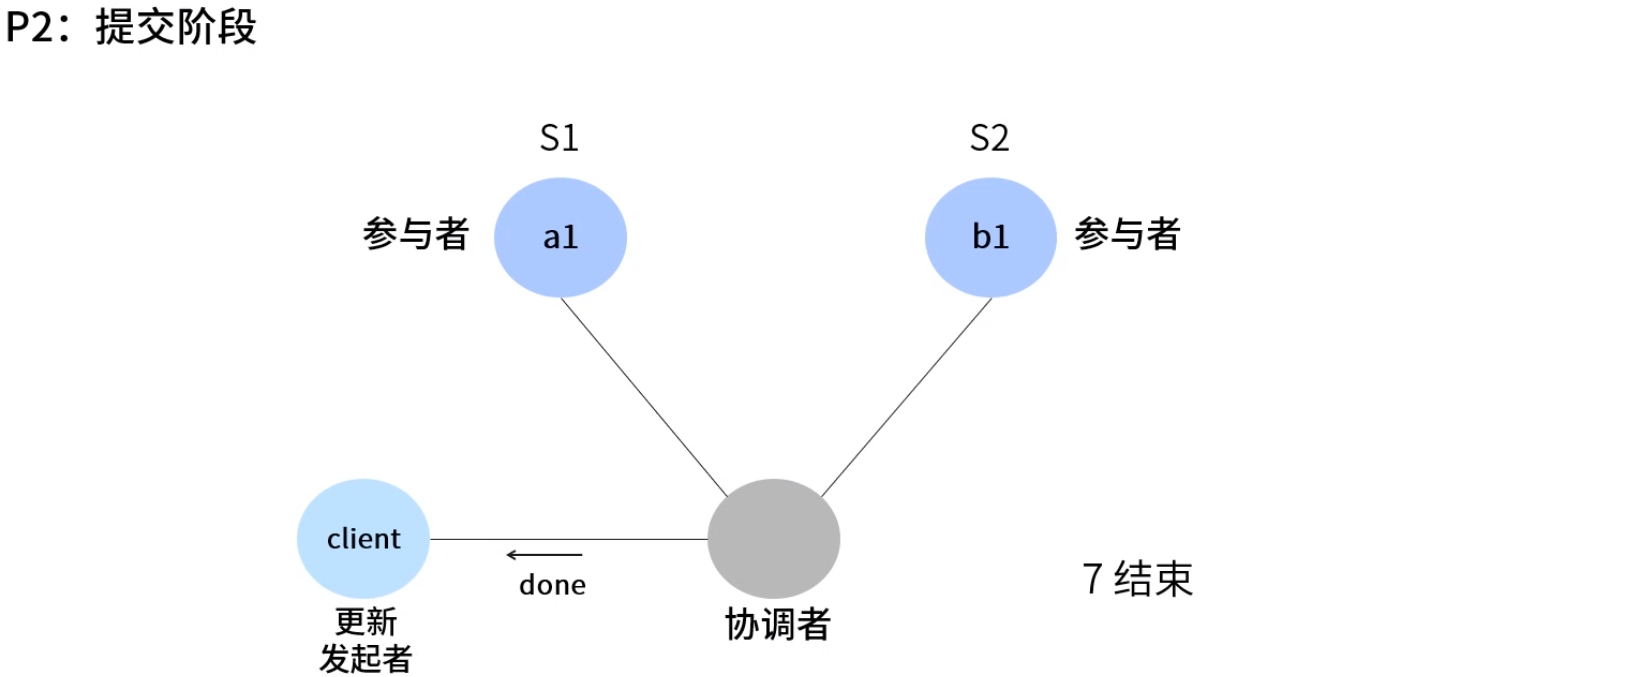 P2：提交阶段
S1
S2
参与者
a1
b1
参与者
client
done
7 结束
更新
发起者
协调者